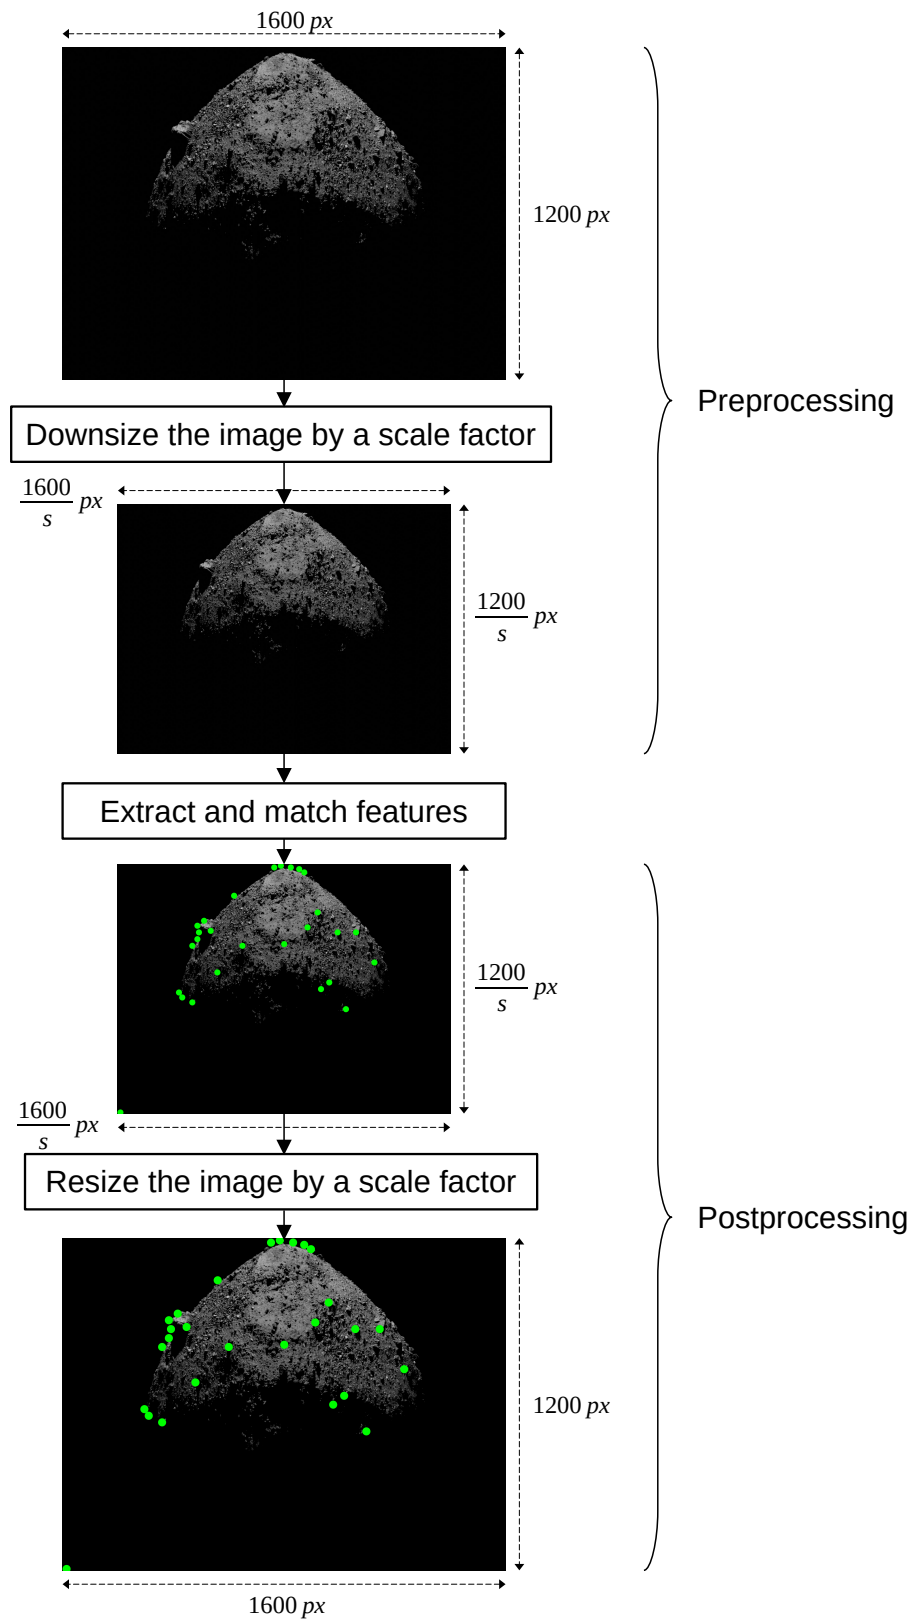 1600 px
1200 px
Preprocessing
Downsize the image by a scale factor
1600
s
px
1200
s
px
Extract and match features
1200
s
px
1600
s
px
Resize the image by a scale factor
Postprocessing
1200 px
1600 px